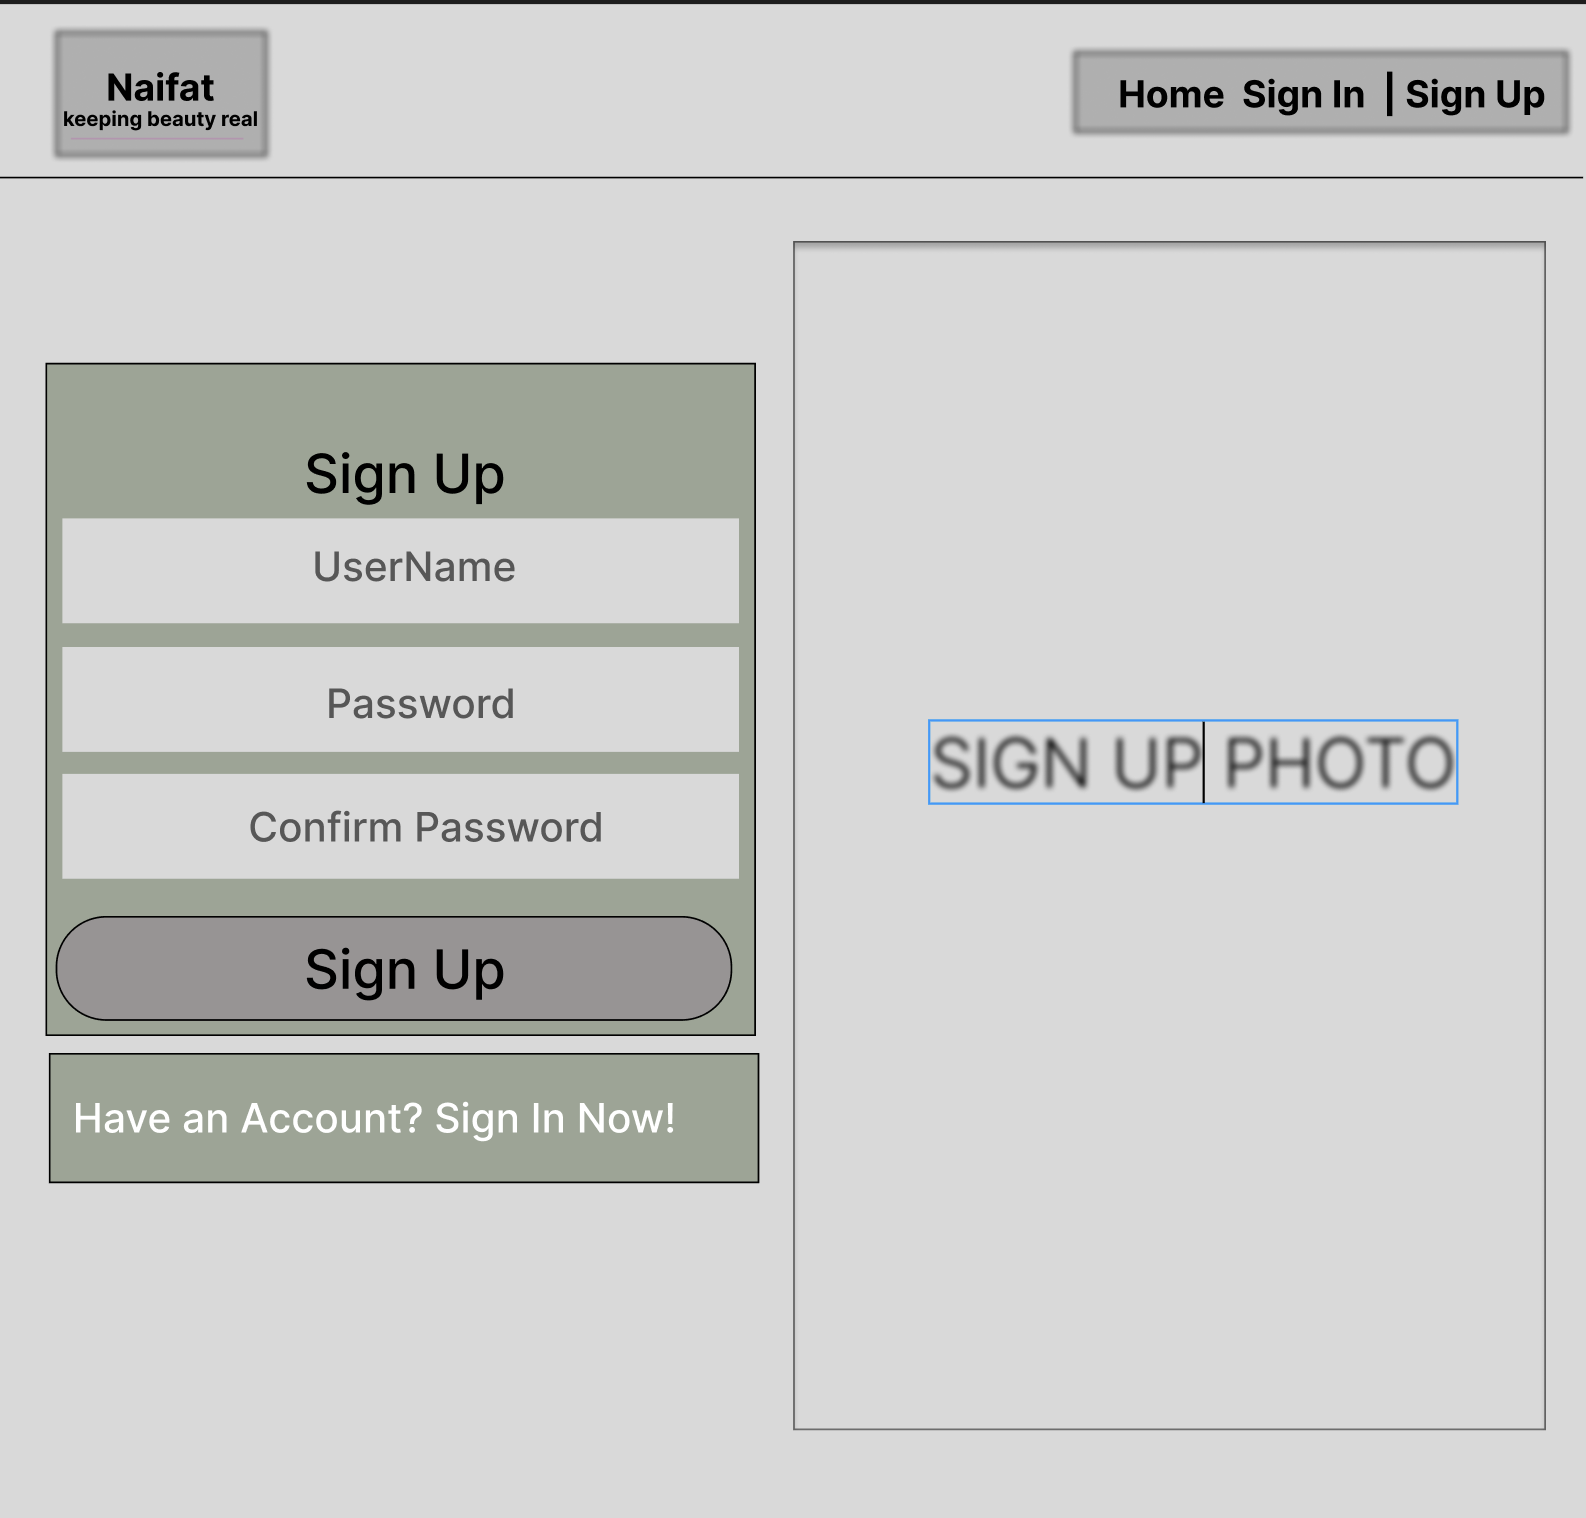 Naifat
keeping beauty real
Home Sign In | Sign Up
Sign Up
UserName
Password
Confirm Password
Sign Up
Have an Account? Sign In Now!
SIGN UP PHOTO